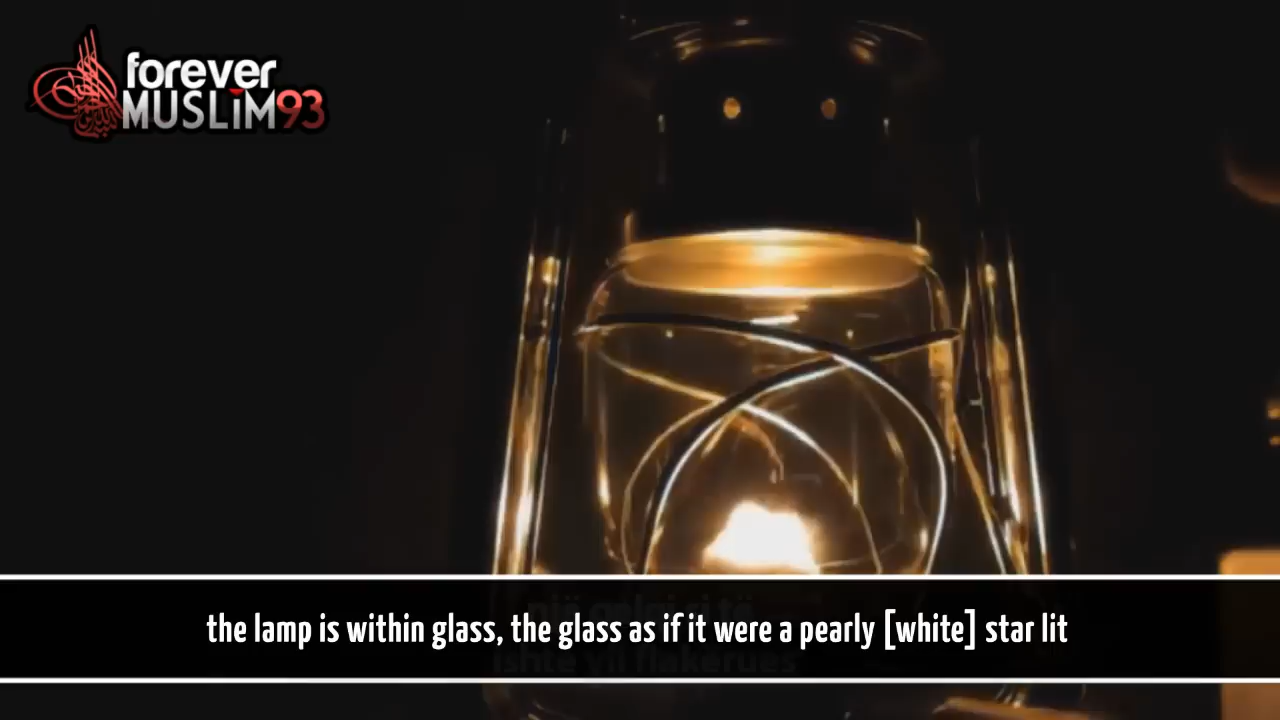 forever
MUSLiM93
the lamp is within glass, the glass as if it were a pearly [white] star lit